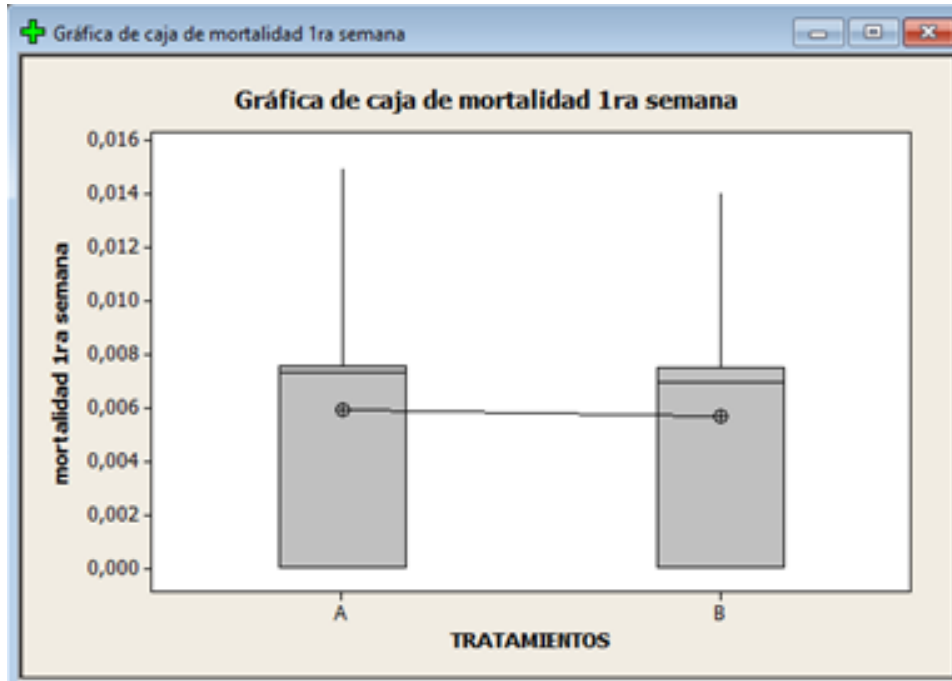 Gráfica de caja de mortalidad 1ra semana
Gráfica de caja de mortalidad 1ra semana
mortalidad 1ra semana
0,016
0,014
0,012
0,010
0,008
0,006
0,004
0,002
0,000
A
B
TRATAMIENTOS